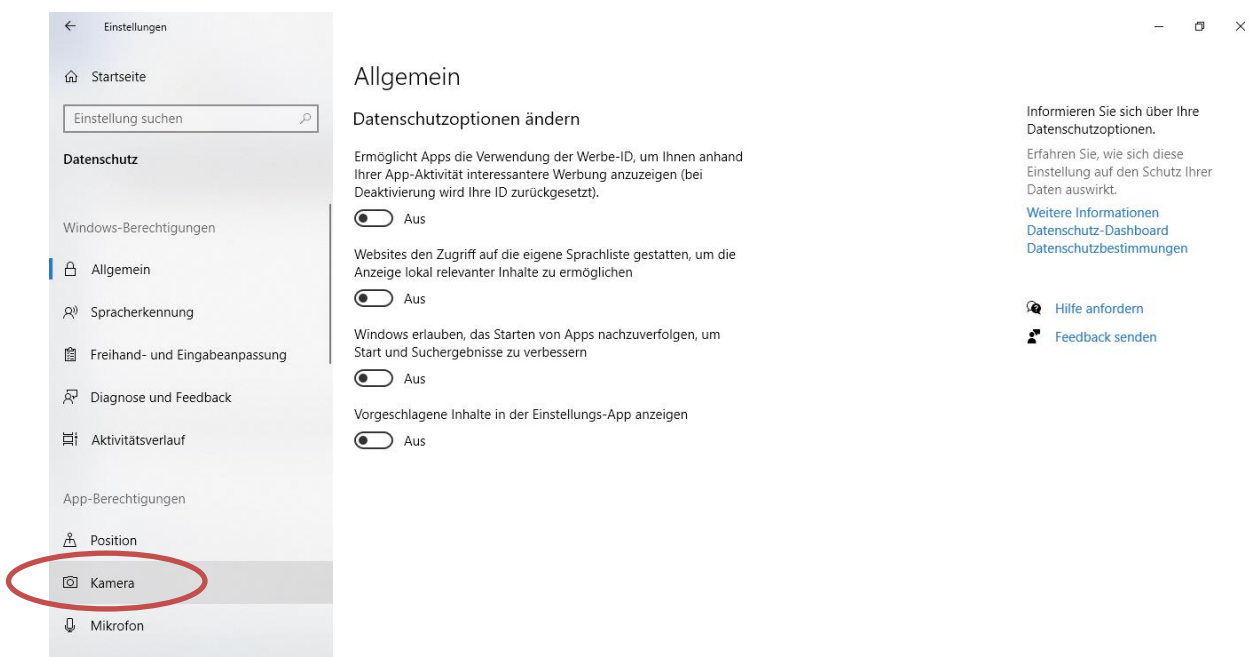 Einstellungen
Startseite
Einstellung suchen
Datenschutz
Windows-Berechtigungen
Allgemein
Spracherkennung
Freihand- und Eingabeanpassung
Diagnose und Feedback
Aktivitätsverlauf
App-Berechtigungen
Position
Kamera
Mikrofon
Allgemein
Datenschutzoptionen ändern
Ermöglicht Apps die Verwendung der Werbe-ID, um Ihnen anhand
Ihrer App-Aktivität interessantere Werbung anzuzeigen (bei
Deaktivierung wird Ihre ID zurückgesetzt).
Aus
Websites den Zugriff auf die eigene Sprachliste gestatten, um die
Anzeige lokal relevanter Inhalte zu ermöglichen
Aus
Windows erlauben, das Starten von Apps nachzuverfolgen, um
Start und Suchergebnisse zu verbessern
Aus
Vorgeschlagene Inhalte in der Einstellungs-App anzeigen
Aus
Informieren Sie sich über Ihre
Datenschutzoptionen.
Erfahren Sie, wie sich diese
Einstellung auf den Schutz Ihrer
Daten auswirkt.
Weitere Informationen
Datenschutz-Dashboard
Datenschutzbestimmungen
Hilfe anfordern
Feedback senden